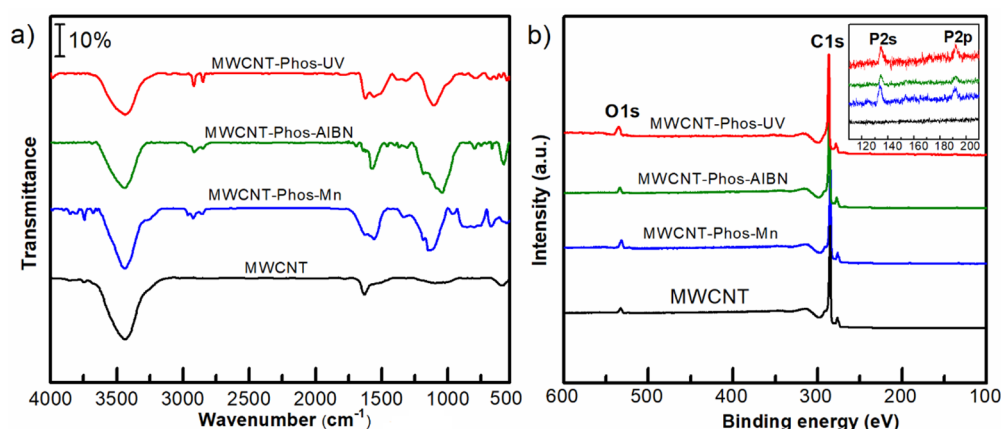 a)
10%
MWCNT-Phos-UV
MWCNT-Phos-AIBN
MWCNT-Phos-Mn
MWCNT
Transmittance
4000 3500 3000 2500 2000 1500 1000 500
Wavenumber (cm-1)
b)
C1s
P2s P2p
120 140 160 180 200
O1s
MWCNT-Phos-UV
MWCNT-Phos-AIBN
MWCNT-Phos-Mn
MWCNT
Intensity (a.u.)
600 500 400 300 200 100
Binding energy (eV)